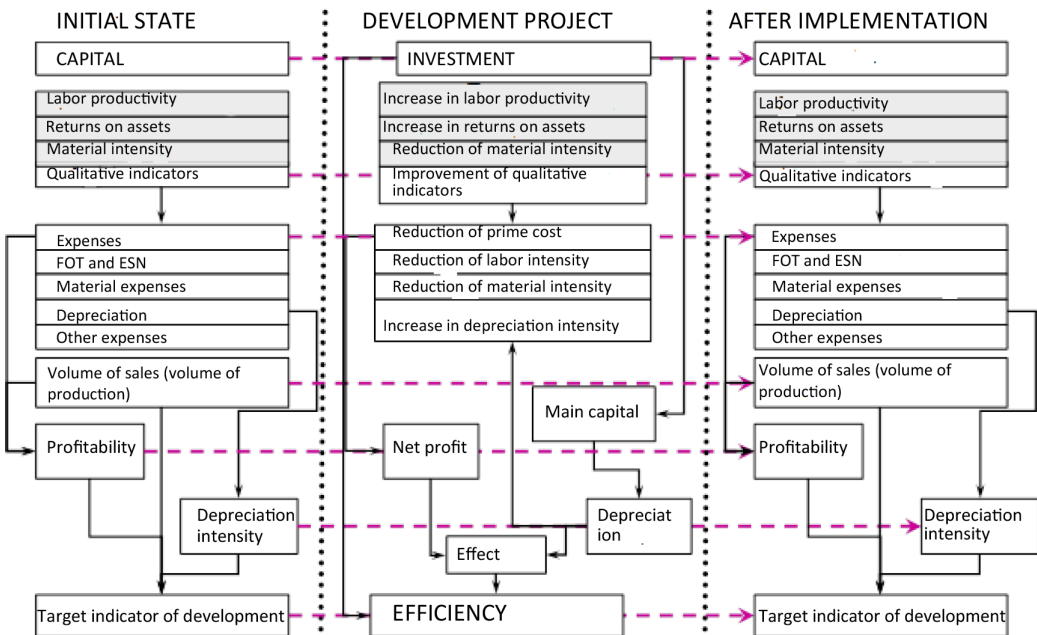 INITIAL STATE
CAPITAL
Labor productivity
Returns on assets
Material intensity
Qualitative indicators
Expenses
FOT and ESN
Material expenses
Depreciation
Other expenses
Volume of sales (volume of
production)
Profitability
Depreciation
intensity
Target indicator of development
DEVELOPMENT PROJECT
INVESTMENT
Increase in labor productivity
Increase in returns on assets
Reduction of material intensity
Improvement of qualitative
indicators
Reduction of prime cost
Reduction of labor intensity
Reduction of material intensity
Increase in depreciation intensity
Main capital
Net profit
Depreciat
ion
Effect
EFFICIENCY
AFTER IMPLEMENTATION
CAPITAL
Labor productivity
Returns on assets
Material intensity
Qualitative indicators
Expenses
FOT and ESN
Material expenses
Depreciation
Other expenses
Volume of sales (volume of
production)
Profitability
Depreciation
intensity
Target indicator of development